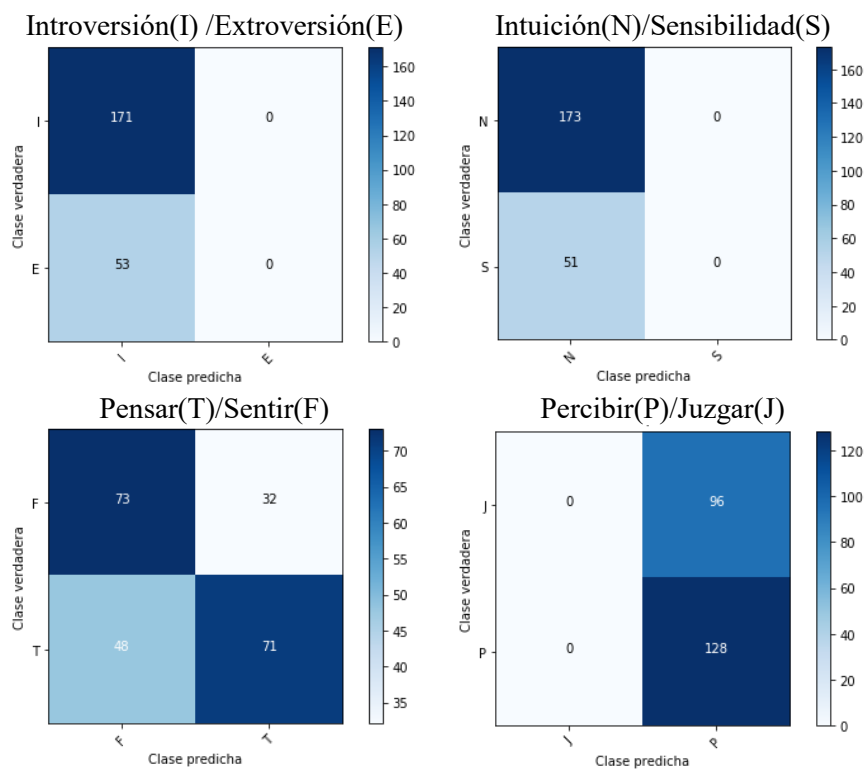 Introversión(I) /Extroversión(E)
160
140
120
100
80
60
40
20
0
I
E
171
0
53
0
Clase verdadera
I
E
Clase predicha
Intuición(N)/Sensibilidad(S)
160
140
120
100
80
60
40
20
0
N
S
173
0
51
0
Clase verdadera
N
S
Clase predicha
Pensar(T)/Sentir(F)
70
65
60
55
50
45
40
35
F
T
73
32
48
71
Clase verdadera
F
T
Clase predicha
Percibir(P)/Juzgar(J)
120
100
80
60
40
20
0
J
P
0
96
0
128
Clase verdadera
J
P
Clase predicha